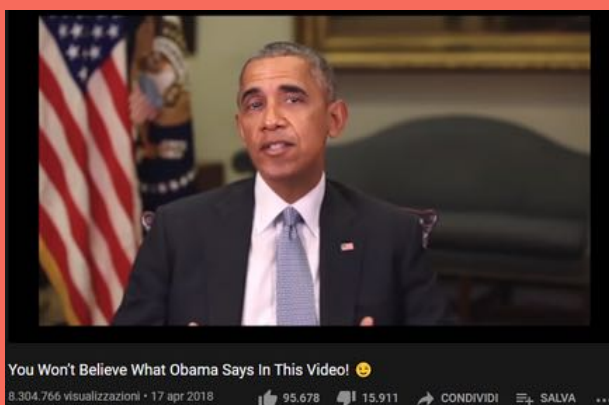 You Won't Believe What Obama Says In This Video! 😉
8.304.766 visualizzazioni • 17 apr 2018 95.678 15.911 CONDIVIDI SALVA ...